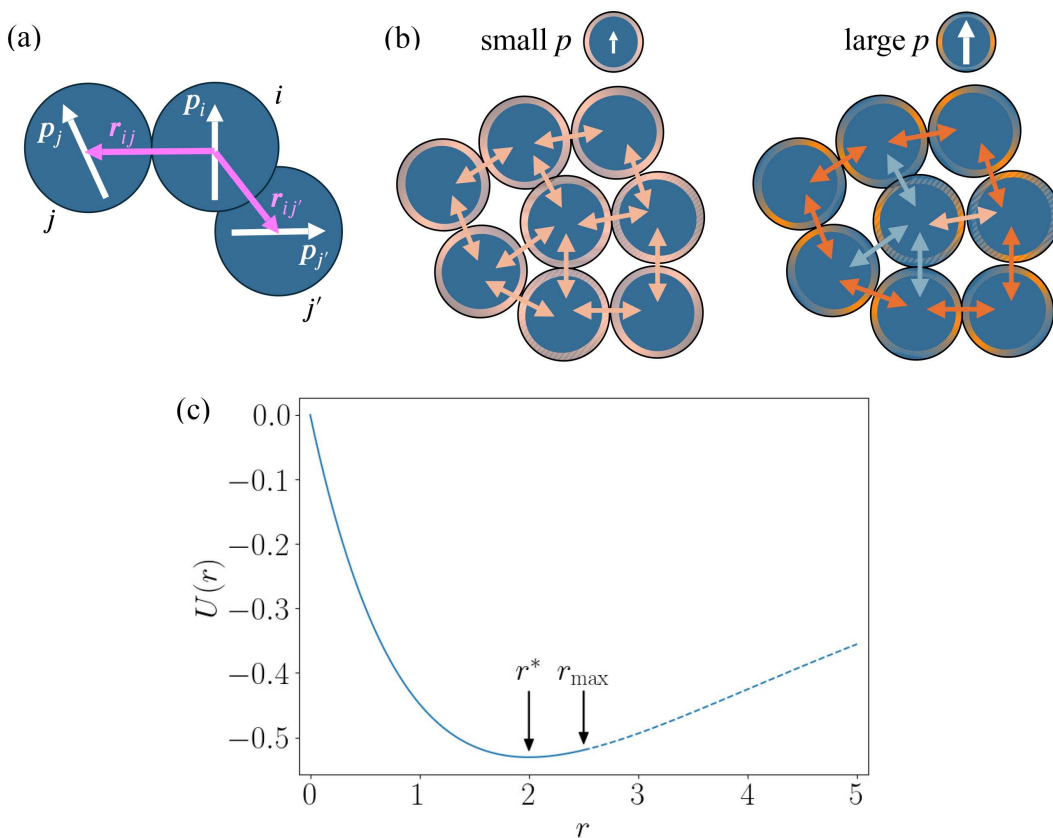 (a)
p_i
i
p_j
r_ij
r_ij′
j
p_j′
j′
(b)
small p
large p
(c)
0.0
−0.1
−0.2
−0.3
−0.4
−0.5
U(r)
r* r_max
0 1 2 3 4 5
r